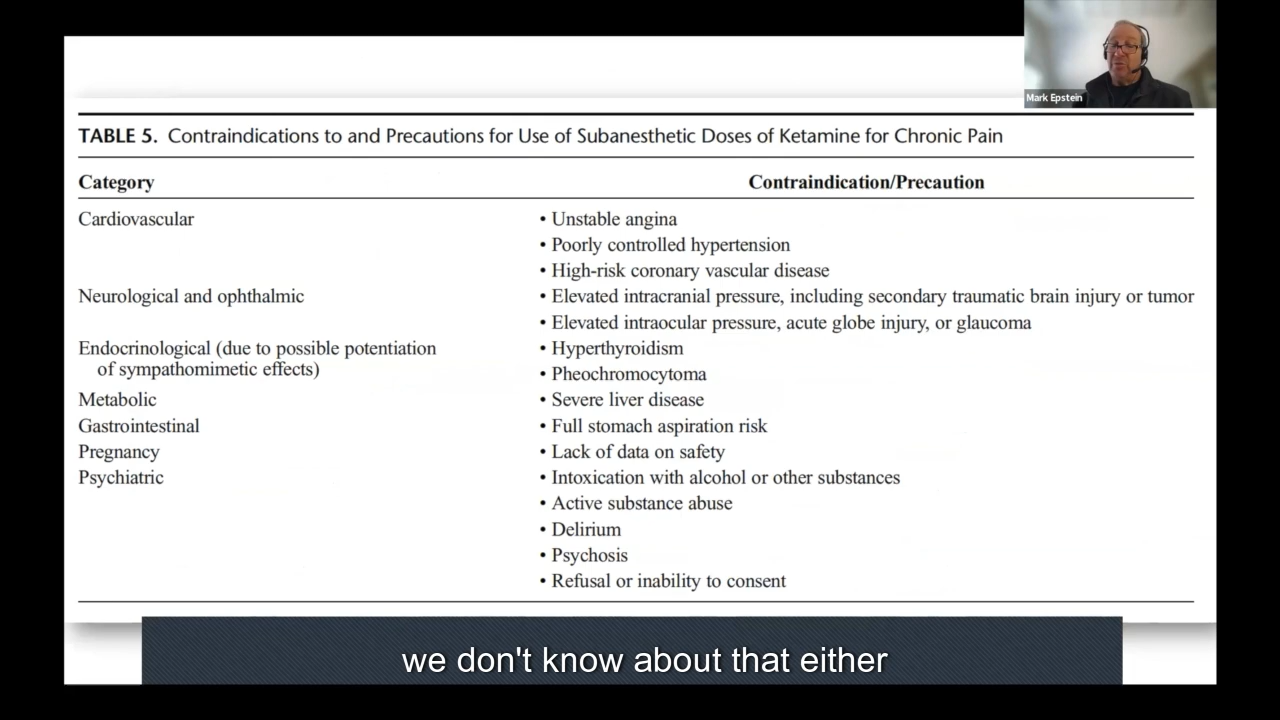 Mark Epstein
TABLE 5. Contraindications to and Precautions for Use of Subanesthetic Doses of Ketamine for Chronic Pain
Category Contraindication/Precaution
Cardiovascular • Unstable angina
• Poorly controlled hypertension
• High-risk coronary vascular disease
Neurological and ophthalmic • Elevated intracranial pressure, including secondary traumatic brain injury or tumor
• Elevated intraocular pressure, acute globe injury, or glaucoma
Endocrinological (due to possible potentiation • Hyperthyroidism
of sympathomimetic effects) • Pheochromocytoma
Metabolic • Severe liver disease
Gastrointestinal • Full stomach aspiration risk
Pregnancy • Lack of data on safety
Psychiatric • Intoxication with alcohol or other substances
• Active substance abuse
• Delirium
• Psychosis
• Refusal or inability to consent
we don't know about that either